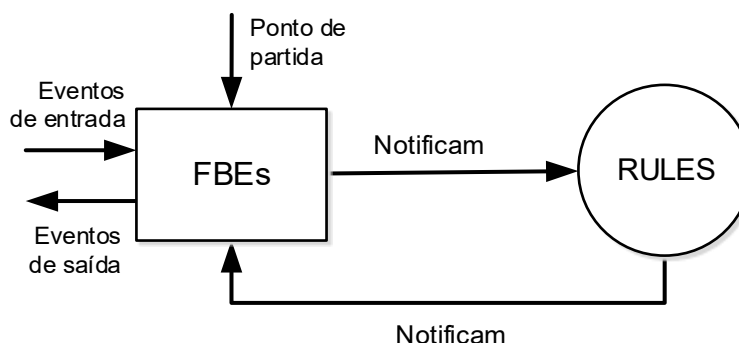 Ponto de
partida
Eventos
de entrada
FBEs
Notificam
RULES
Eventos
de saída
Notificam